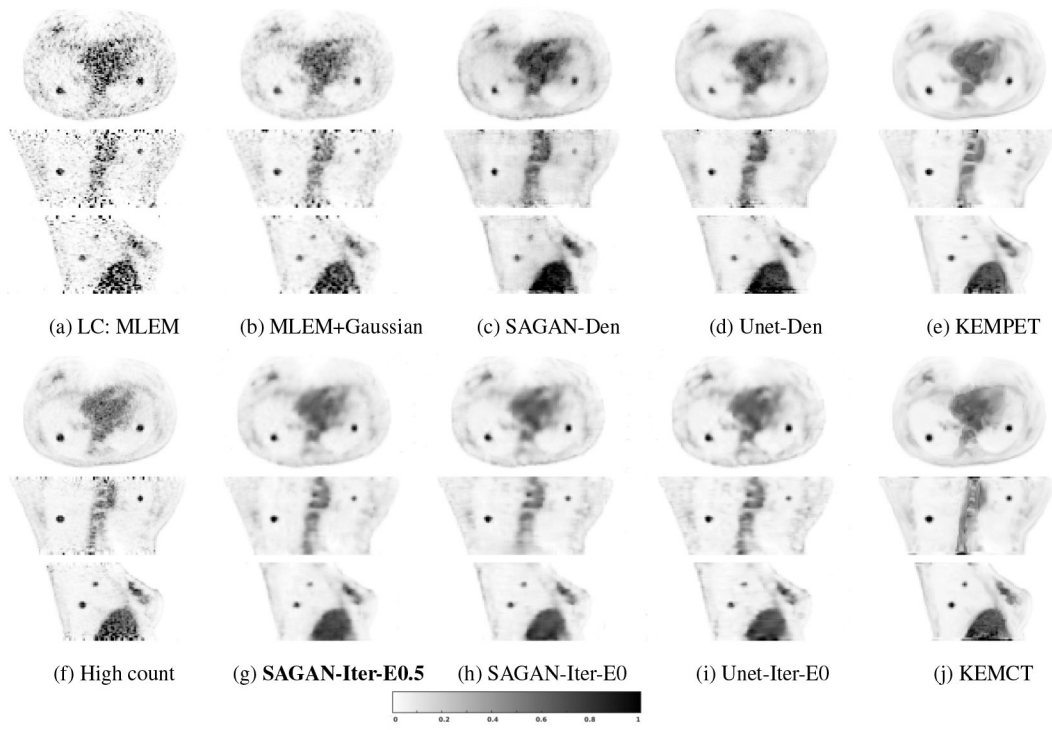 (a) LC: MLEM
(b) MLEM+Gaussian
(c) SAGAN-Den
(d) Unet-Den
(e) KEMPET
(f) High count
(g) SAGAN-Iter-E0.5
(h) SAGAN-Iter-E0
(i) Unet-Iter-E0
(j) KEMCT
0 0.2 0.4 0.6 0.8 1